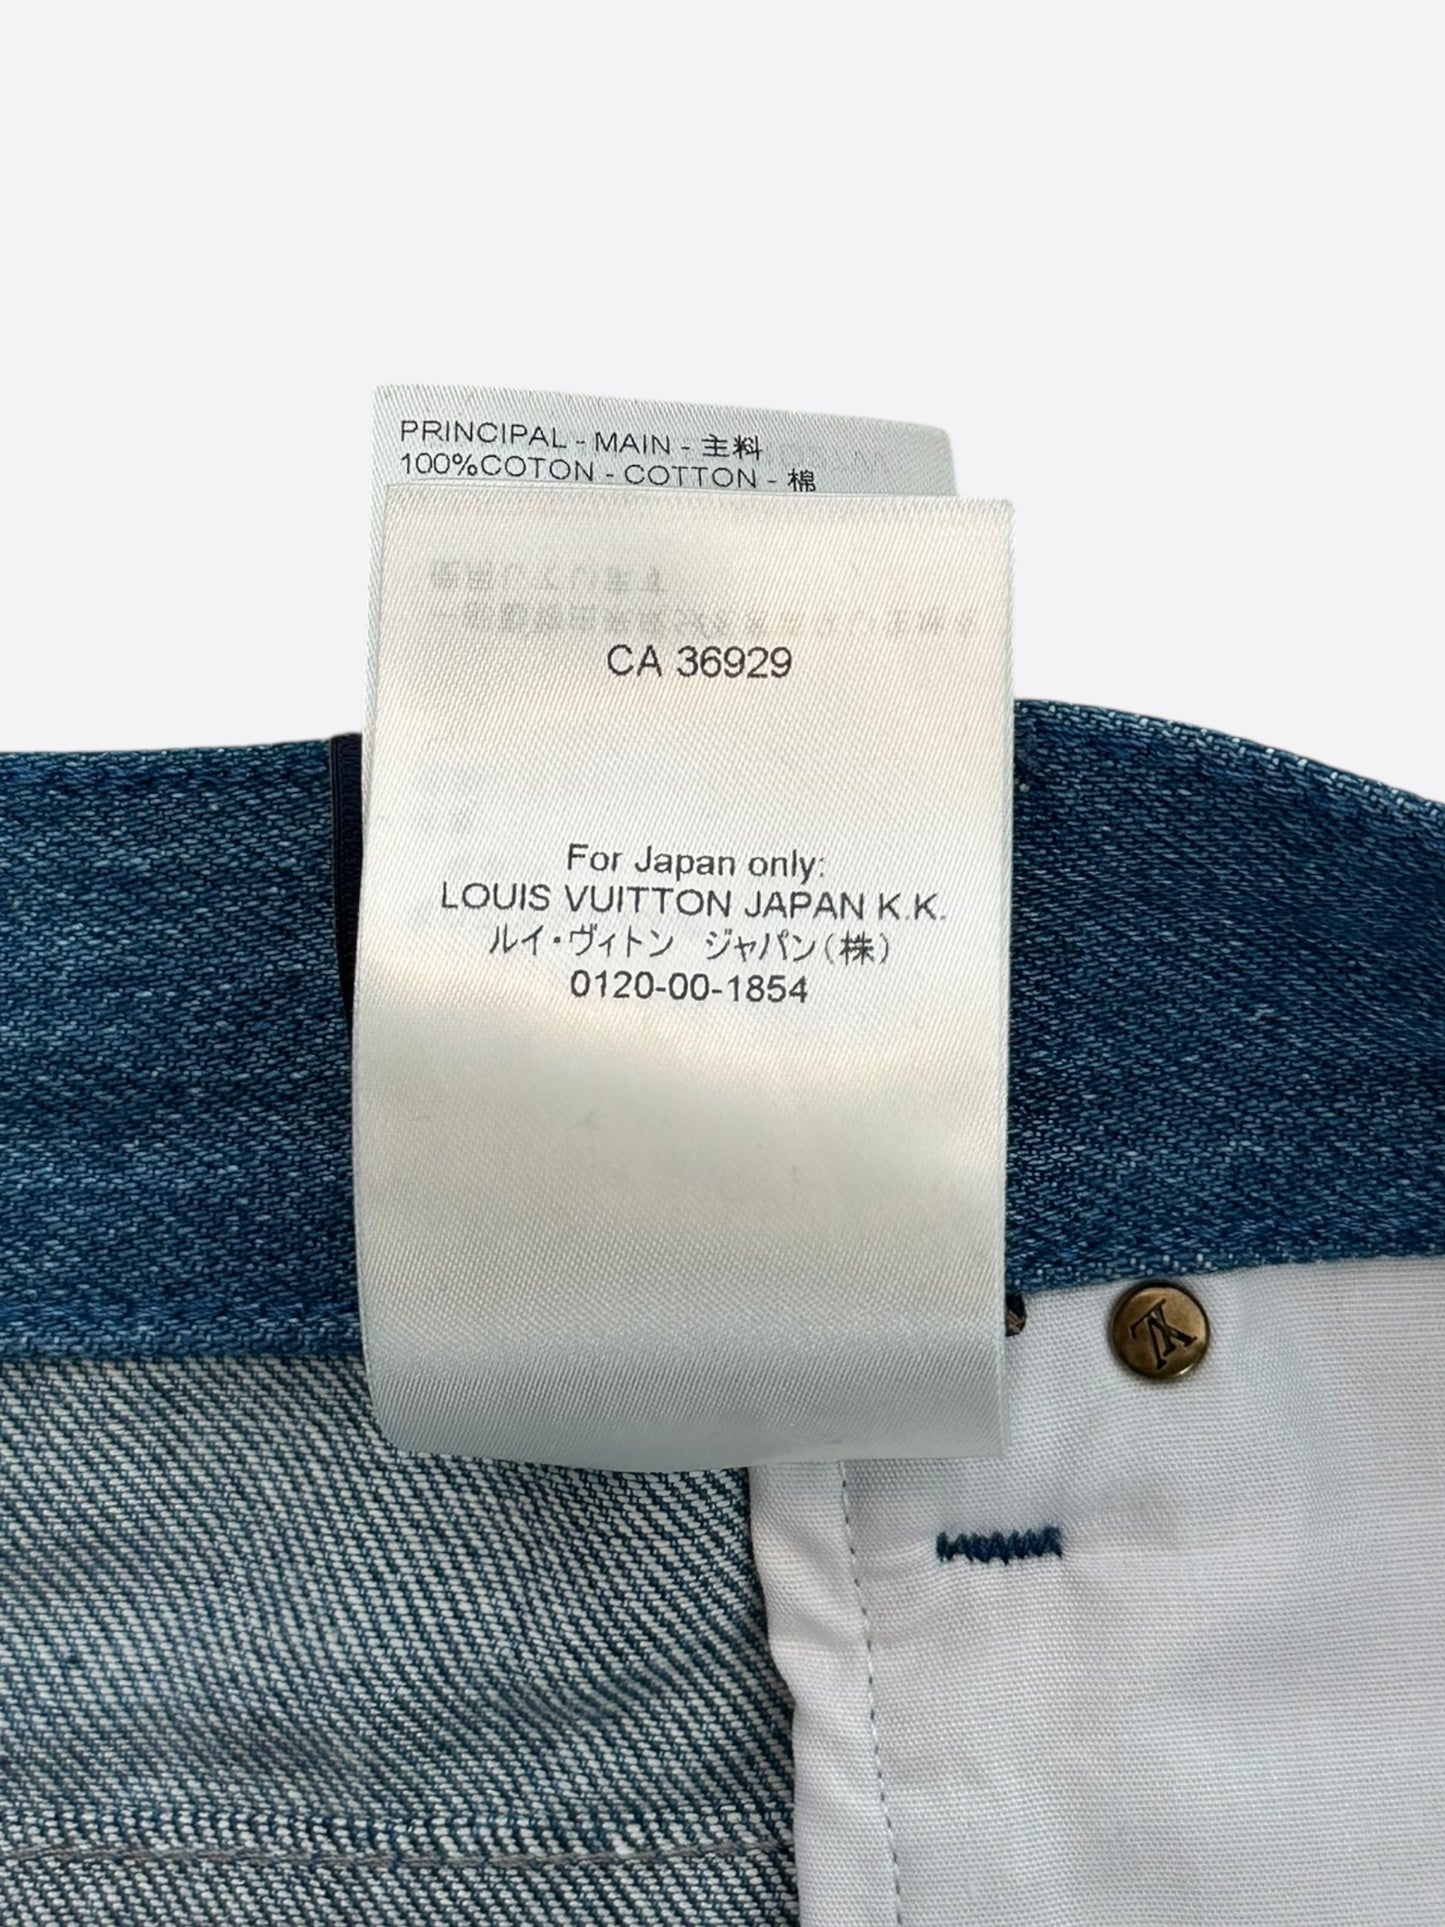 PRINCIPAL - MAIN - 主料
100%COTON - COTTON - 棉
CA 36929
For Japan only:
LOUIS VUITTON JAPAN K.K.
ルイ・ヴィトン ジャパン(株)
0120-00-1854
LV